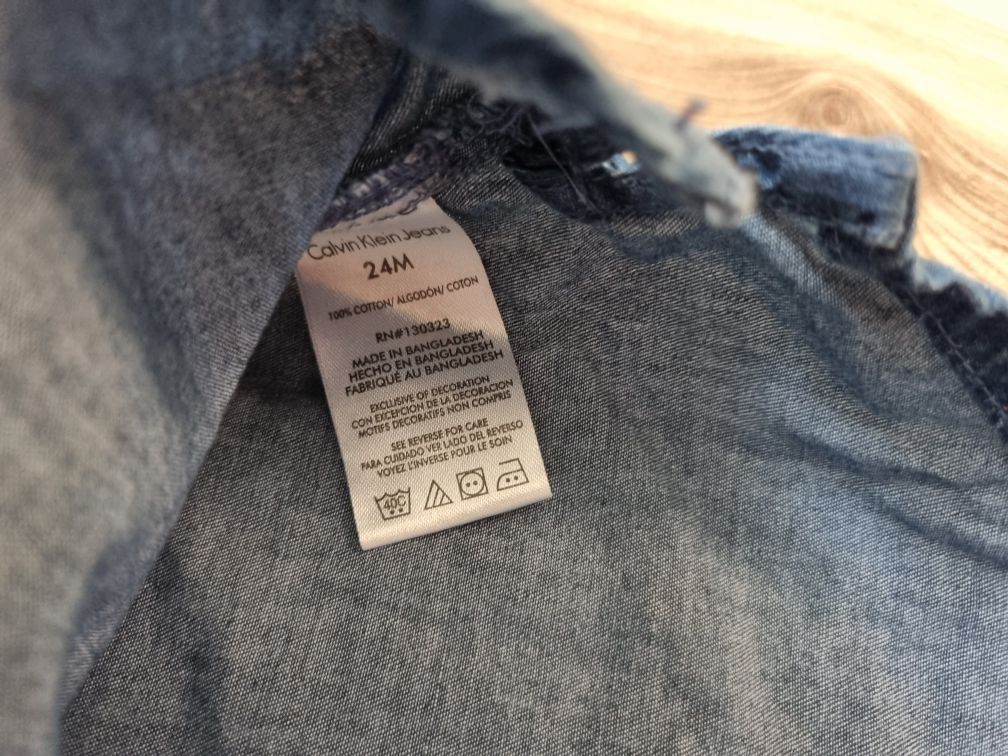 Calvin Klein Jeans
24M
100% COTTON/ ALGODÓN/ COTON
RN#130323
MADE IN BANGLADESH
HECHO EN BANGLADESH
FABRIQUÉ AU BANGLADESH
EXCLUSIVE OF DECORATION
CON EXCEPCION DE LA DECORACION
MOTIFS DECORATIFS NON COMPRIS
SEE REVERSE FOR CARE
PARA CUIDADO VER LADO DEL REVERSO
VOYEZ L'INVERSE POUR LE SOIN
40C